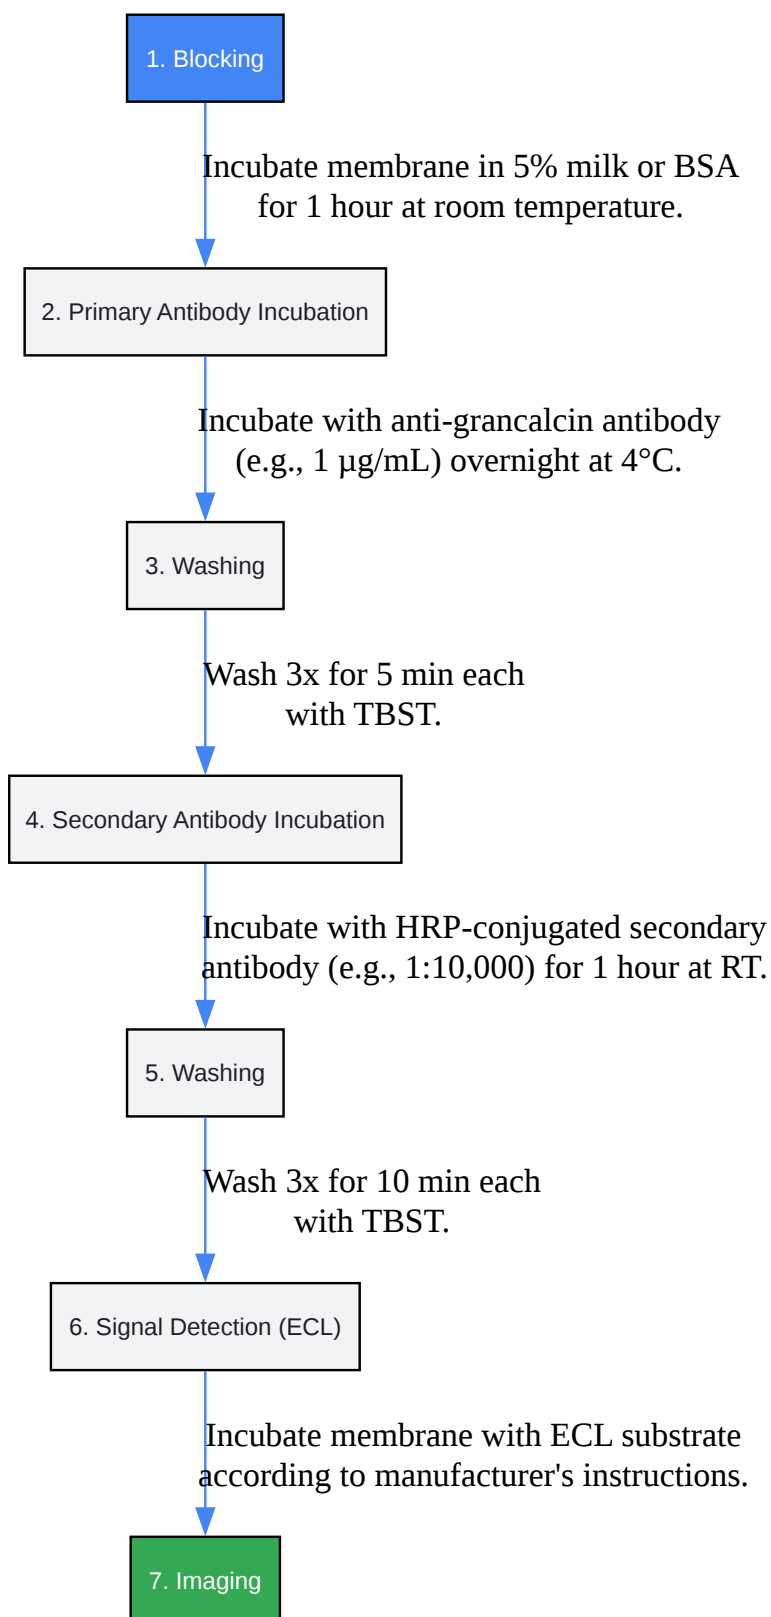 1. Blocking
Incubate membrane in 5% milk or BSA
for 1 hour at room temperature.
2. Primary Antibody Incubation
Incubate with anti-grancalcin antibody
(e.g., 1 µg/mL) overnight at 4°C.
3. Washing
Wash 3x for 5 min each
with TBST.
4. Secondary Antibody Incubation
Incubate with HRP-conjugated secondary
antibody (e.g., 1:10,000) for 1 hour at RT.
5. Washing
Wash 3x for 10 min each
with TBST.
6. Signal Detection (ECL)
Incubate membrane with ECL substrate
according to manufacturer's instructions.
7. Imaging